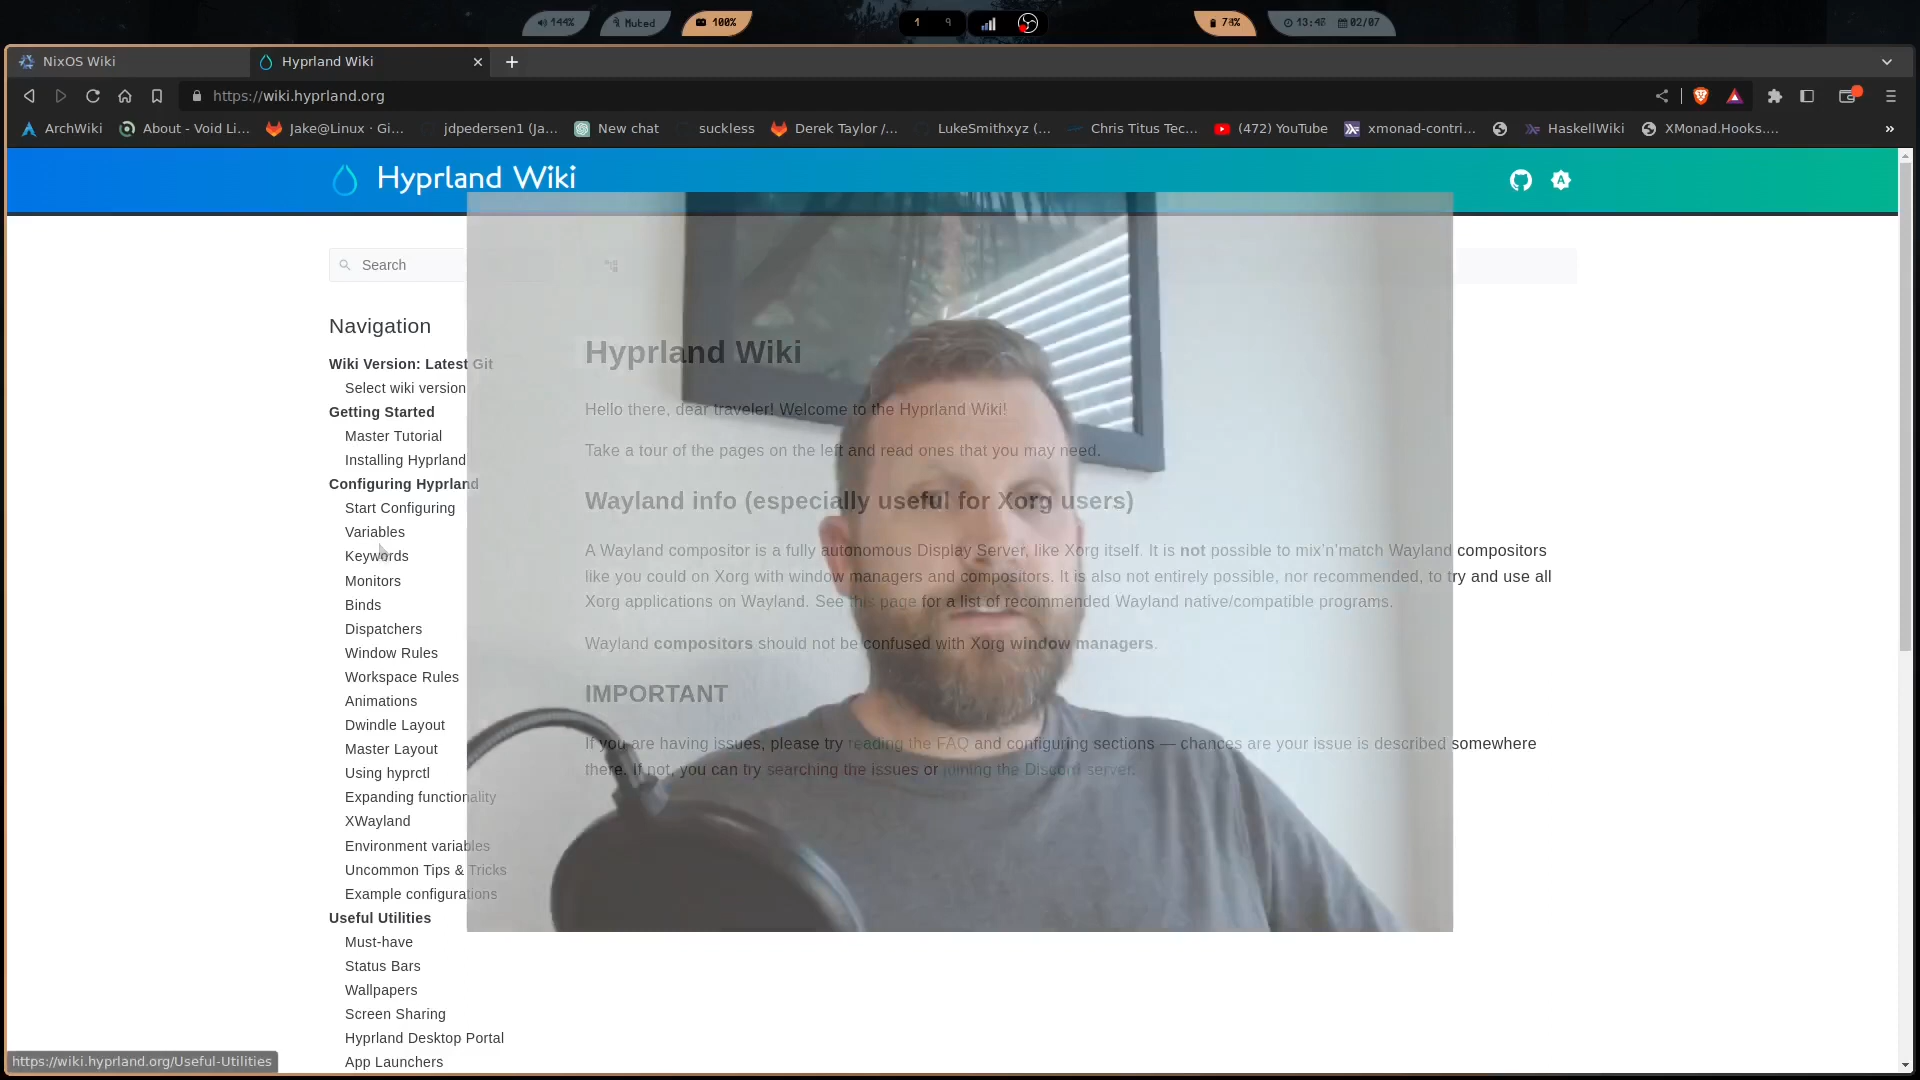 144%
Muted
100%
1
9
13:4
02/07
NixOS Wiki
Hyprland Wiki
https://wiki.hyprland.org
ArchWiki
About - Void Li...
Jake@Linux · Gi...
jdpedersen1 (Ja...
New chat
suckless
Derek Taylor /...
LukeSmithxyz (...
Chris Titus Tec...
(472) YouTube
xmonad-contri...
HaskellWiki
XMonad.Hooks....
»
Hyprland Wiki
Search
Navigation
Wiki Version: Latest Git
Select wiki version
Getting Started
Master Tutorial
Installing Hyprland
Configuring Hyprland
Start Configuring
Variables
Keywords
Monitors
Binds
Dispatchers
Window Rules
Workspace Rules
Animations
Dwindle Layout
Master Layout
Using hyprctl
Expanding functionality
XWayland
Environment variables
Uncommon Tips & Tricks
Example configurations
Useful Utilities
Must-have
Status Bars
Wallpapers
Screen Sharing
Hyprland Desktop Portal
App Launchers
Hyprland Wiki
Hello there, dear traveler! Welcome to the Hyprland Wiki!
Take a tour of the pages on the left and read ones that you may need.
Wayland info (especially useful for Xorg users)
A Wayland compositor is a fully autonomous Display Server, like Xorg itself. It is not possible to mix'n'match Wayland compositors
like you could on Xorg with window managers and compositors. It is also not entirely possible, nor recommended, to try and use all
Xorg applications on Wayland. See this page for a list of recommended Wayland native/compatible programs.
Wayland compositors should not be confused with Xorg window managers.
IMPORTANT
If you are having issues, please try reading the FAQ and configuring sections — chances are your issue is described somewhere
there. If not, you can try searching the issues or joining the Discord server.
https://wiki.hyprland.org/Useful-Utilities